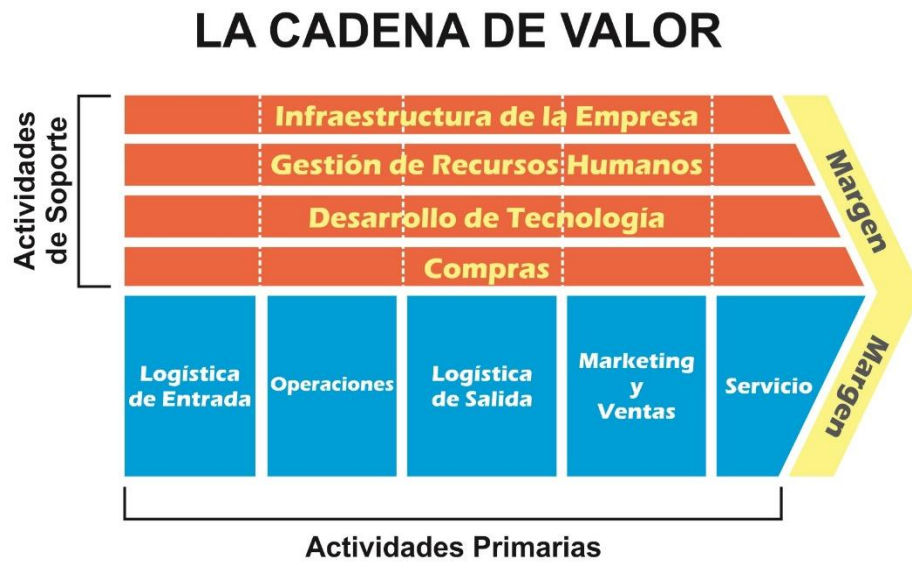 LA CADENA DE VALOR
Actividades
de Soporte
Infraestructura de la Empresa
Gestión de Recursos Humanos
Desarrollo de Tecnología
Compras
Margen
Margen
Logística
de Entrada
Operaciones
Logística
de Salida
Marketing
y
Ventas
Servicio
Actividades Primarias